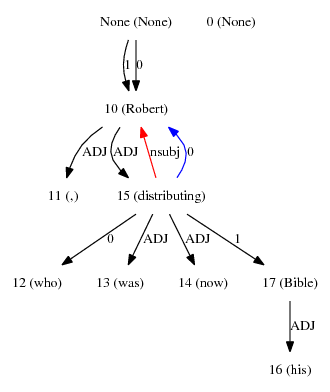 None (None) 0 (None)
1 0
10 (Robert)
ADJ ADJ nsubj 0
11 (,) 15 (distributing)
0 ADJ ADJ 1
12 (who) 13 (was) 14 (now) 17 (Bible)
ADJ
16 (his)